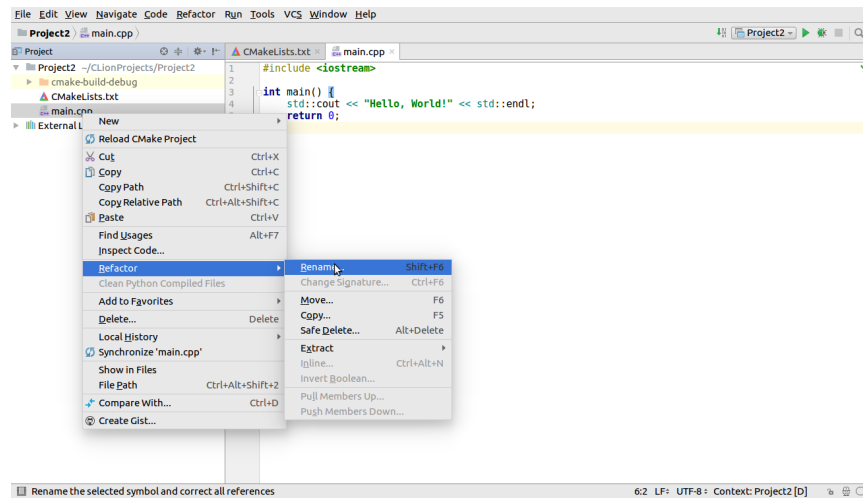 File Edit View Navigate Code Refactor Run Tools VCS Window Help
Project2 main.cpp Project2
Project CMakeLists.txt × main.cpp ×
Project2 ~/CLionProjects/Project2
cmake-build-debug
CMakeLists.txt
main.cpp
External L
1 #include <iostream>
2
3 int main() {
4 std::cout << "Hello, World!" << std::endl;
return 0;
New
Reload CMake Project
Cut Ctrl+X
Copy Ctrl+C
Copy Path Ctrl+Shift+C
Copy Relative Path Ctrl+Alt+Shift+C
Paste Ctrl+V
Find Usages Alt+F7
Inspect Code...
Refactor
Clean Python Compiled Files
Add to Favorites
Delete... Delete
Local History
Synchronize 'main.cpp'
Show in Files
File Path Ctrl+Alt+Shift+2
Compare With... Ctrl+D
Create Gist...
Rename... Shift+F6
Change Signature... Ctrl+F6
Move... F6
Copy... F5
Safe Delete... Alt+Delete
Extract
Inline... Ctrl+Alt+N
Invert Boolean...
Pull Members Up...
Push Members Down...
Rename the selected symbol and correct all references 6:2 LF÷ UTF-8÷ Context: Project2 [D]